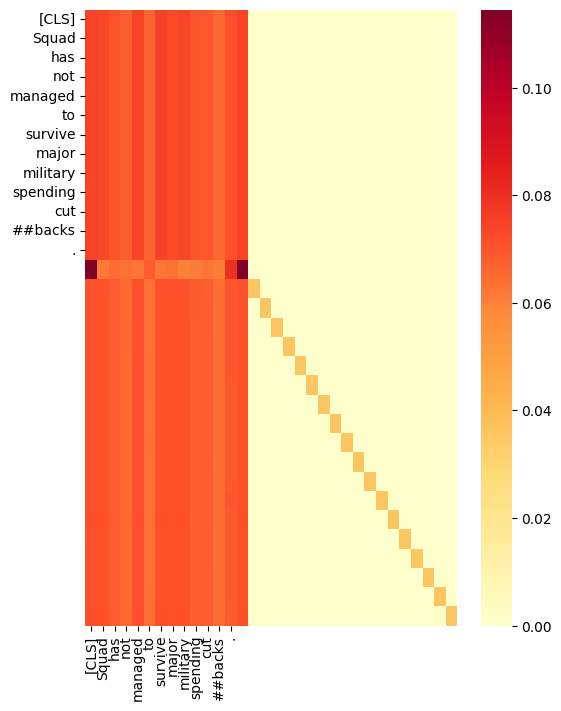 [CLS]
Squad
has
not
managed
to
survive
major
military
spending
cut
##backs
.
0.10
0.08
0.06
0.04
0.02
0.00
[CLS]
Squad
has
not
managed
to
survive
major
military
spending
cut
##backs
.